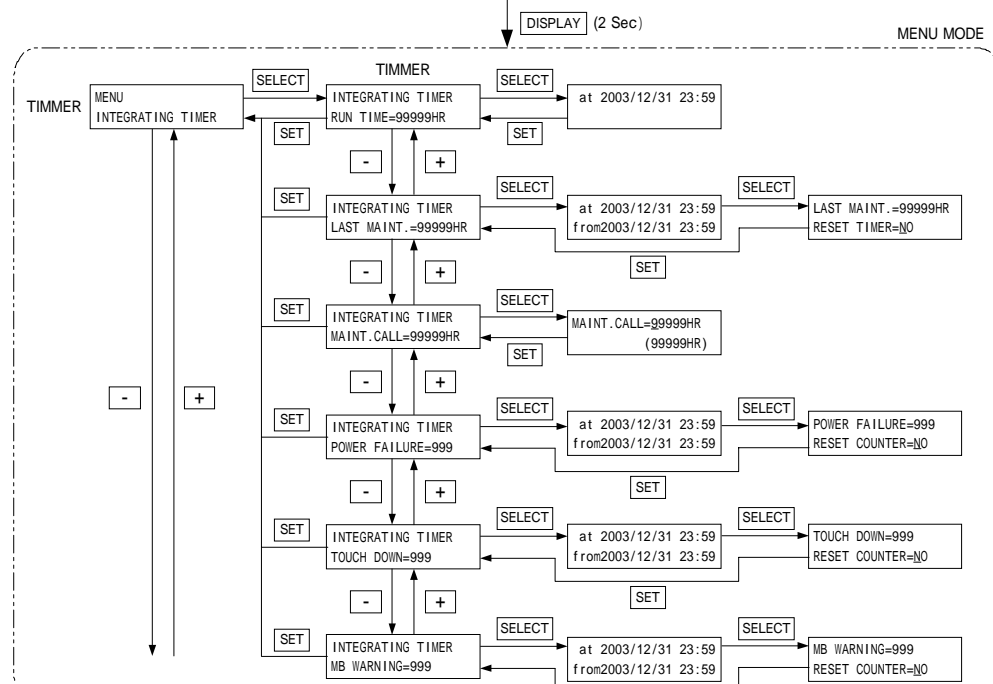 DISPLAY (2 Sec)
MENU MODE
TIMMER
SELECT
SELECT
TIMMER
MENU
INTEGRATING TIMER
INTEGRATING TIMER
RUN TIME=99999HR
at 2003/12/31 23:59
SET
SET
-
+
SET
SELECT
SELECT
INTEGRATING TIMER
LAST MAINT.=99999HR
at 2003/12/31 23:59
from2003/12/31 23:59
LAST MAINT.=99999HR
RESET TIMER=NO
SET
-
+
SET
SELECT
INTEGRATING TIMER
MAINT.CALL=99999HR
MAINT.CALL=99999HR
(99999HR)
SET
-
+
-
+
SET
SELECT
SELECT
INTEGRATING TIMER
POWER FAILURE=999
at 2003/12/31 23:59
from2003/12/31 23:59
POWER FAILURE=999
RESET COUNTER=NO
SET
-
+
SET
SELECT
SELECT
INTEGRATING TIMER
TOUCH DOWN=999
at 2003/12/31 23:59
from2003/12/31 23:59
TOUCH DOWN=999
RESET COUNTER=NO
SET
-
+
SET
SELECT
SELECT
INTEGRATING TIMER
MB WARNING=999
at 2003/12/31 23:59
from2003/12/31 23:59
MB WARNING=999
RESET COUNTER=NO